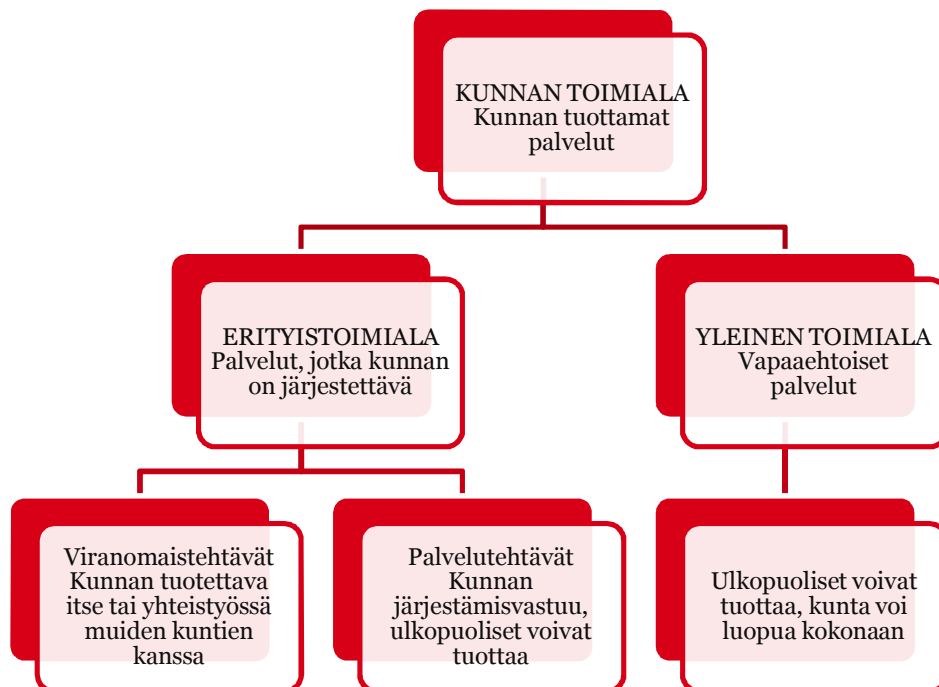 KUNNAN TOIMIALA
Kunnan tuottamat
palvelut
ERITYISTOIMIALA
Palvelut, jotka kunnan
on järjestettävä
YLEINEN TOIMIALA
Vapaaehtoiset
palvelut
Viranomaistehtävät
Kunnan tuotettava
itse tai yhteistyössä
muiden kuntien
kanssa
Palvelutehtävät
Kunnan
järjestämisvastuu,
ulkopuoliset voivat
tuottaa
Ulkopuoliset voivat
tuottaa, kunta voi
luopua kokonaan